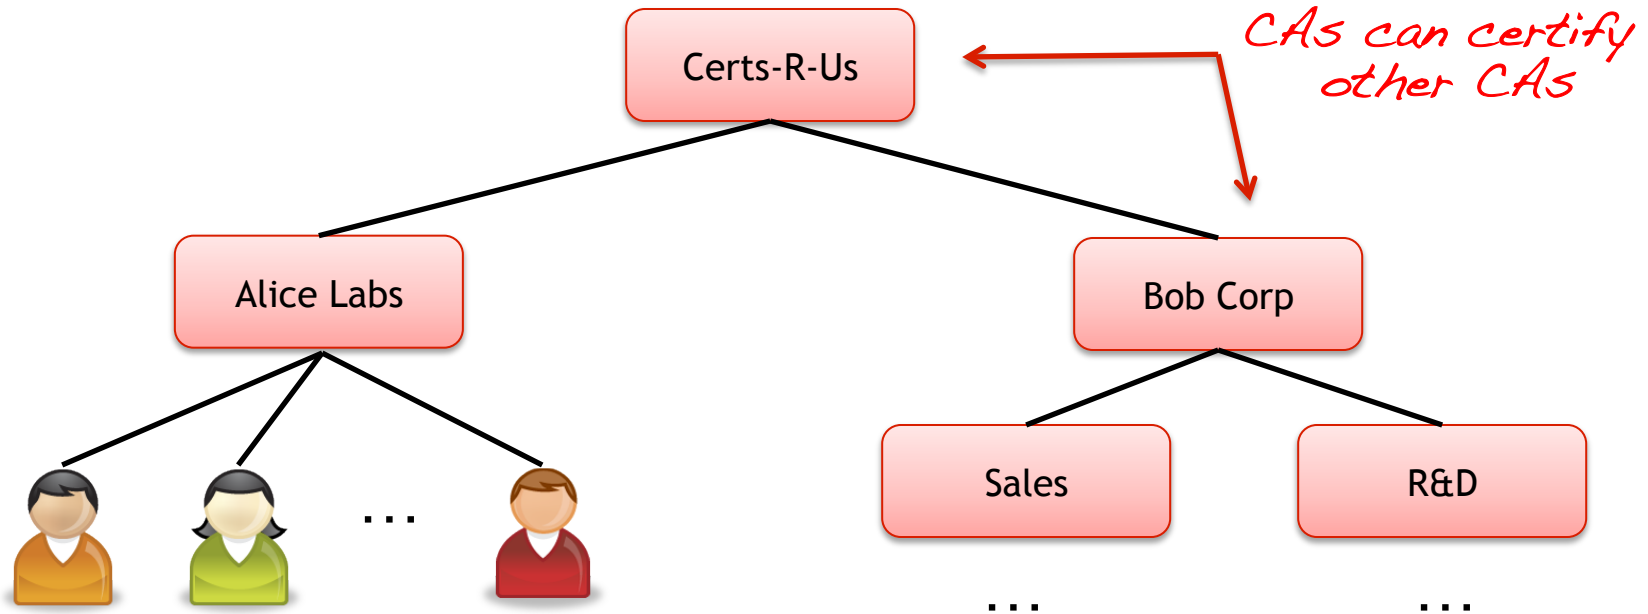 Certs-R-Us
CAs can certify
other CAs
Alice Labs
Bob Corp
Sales
R&D
...
...
...